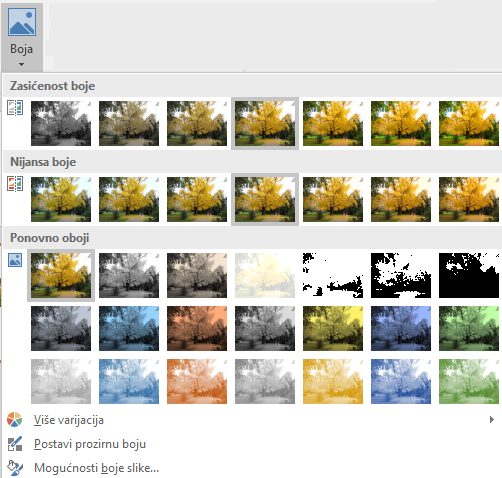 Boja
Zasićenost boje
Nijansa boje
Ponovno oboji
Više varijacija
Postavi prozirnu boju
Mogućnosti boje slike...